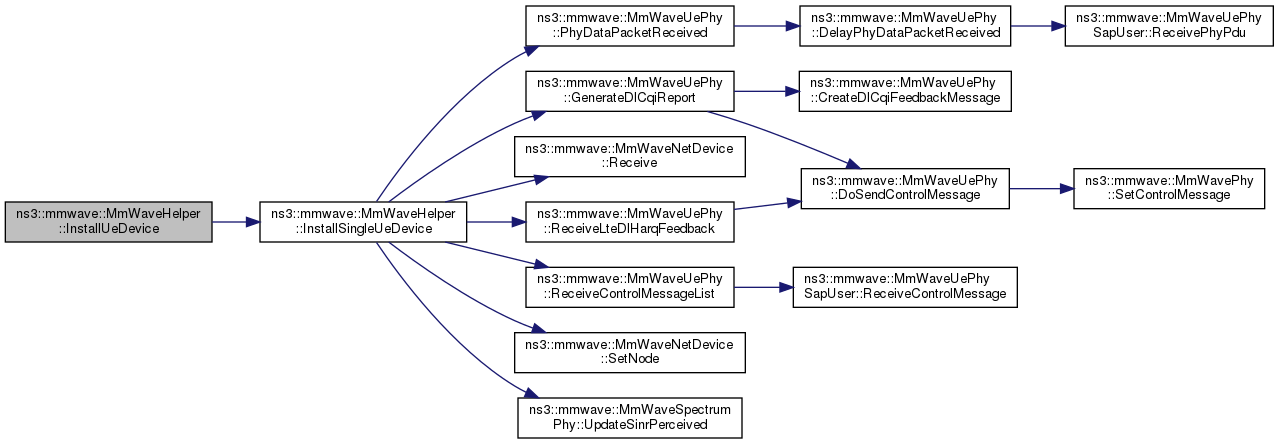 ns3::mmwave::MmWaveHelper
::InstallUeDevice
ns3::mmwave::MmWaveHelper
::InstallSingleUeDevice
ns3::mmwave::MmWaveUePhy
::PhyDataPacketReceived
ns3::mmwave::MmWaveUePhy
::DelayPhyDataPacketReceived
ns3::mmwave::MmWaveUePhy
SapUser::ReceivePhyPdu
ns3::mmwave::MmWaveUePhy
::GenerateDlCqiReport
ns3::mmwave::MmWaveUePhy
::CreateDlCqiFeedbackMessage
ns3::mmwave::MmWaveNetDevice
::Receive
ns3::mmwave::MmWaveUePhy
::DoSendControlMessage
ns3::mmwave::MmWavePhy
::SetControlMessage
ns3::mmwave::MmWaveUePhy
::ReceiveLteDlHarqFeedback
ns3::mmwave::MmWaveUePhy
::ReceiveControlMessageList
ns3::mmwave::MmWaveUePhy
SapUser::ReceiveControlMessage
ns3::mmwave::MmWaveNetDevice
::SetNode
ns3::mmwave::MmWaveSpectrum
Phy::UpdateSinrPerceived